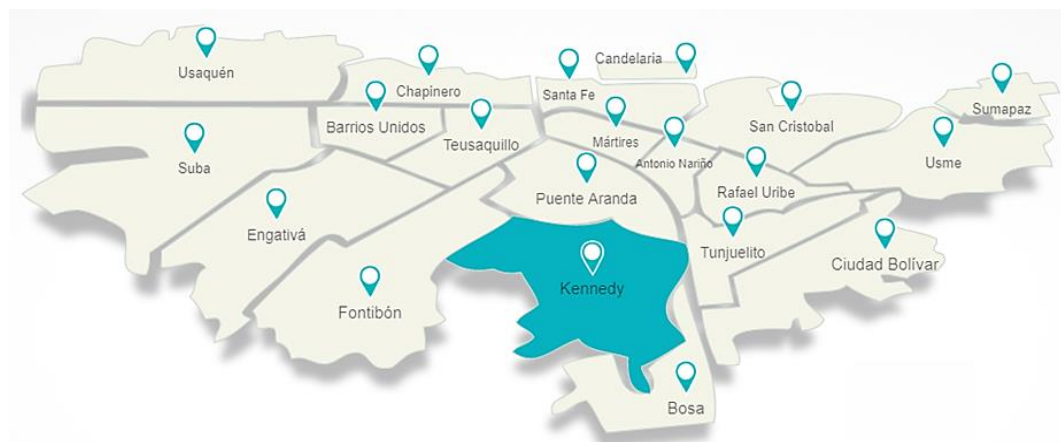 Usaquén
Chapinero
Candelaria
Santa Fe
Sumapaz
Barrios Unidos
Teusaquillo
Mártires
San Cristobal
Suba
Antonio Nariño
Usme
Puente Aranda
Rafael Uribe
Engativá
Tunjuelito
Ciudad Bolívar
Kennedy
Fontibón
Bosa